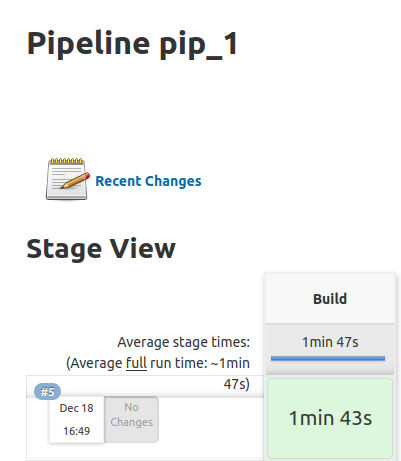 Pipeline pip_1
Recent Changes
Stage View
Build
Average stage times:
(Average full run time: ~1min
47s)
1min 47s
#5
Dec 18
16:49
No
Changes
1min 43s